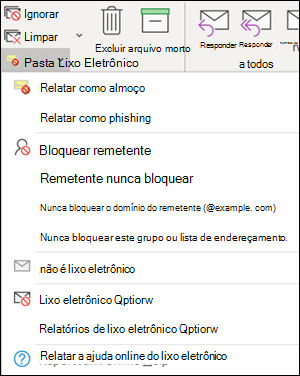 Ignorar
Limpar
Excluir arquivo morto
Responder Responder
Pasta Lixo Eletrônico
a todos
Relatar como almoço
Relatar como phishing
Bloquear remetente
Remetente nunca bloquear
Nunca bloquear o domínio do remetente (@example. com)
Nunca bloquear este grupo ou lista de endereçamento.
não é lixo eletrônico
Lixo eletrônico Qptiorw
Relatórios de lixo eletrônico Qptiorw
Relatar a ajuda online do lixo eletrônico